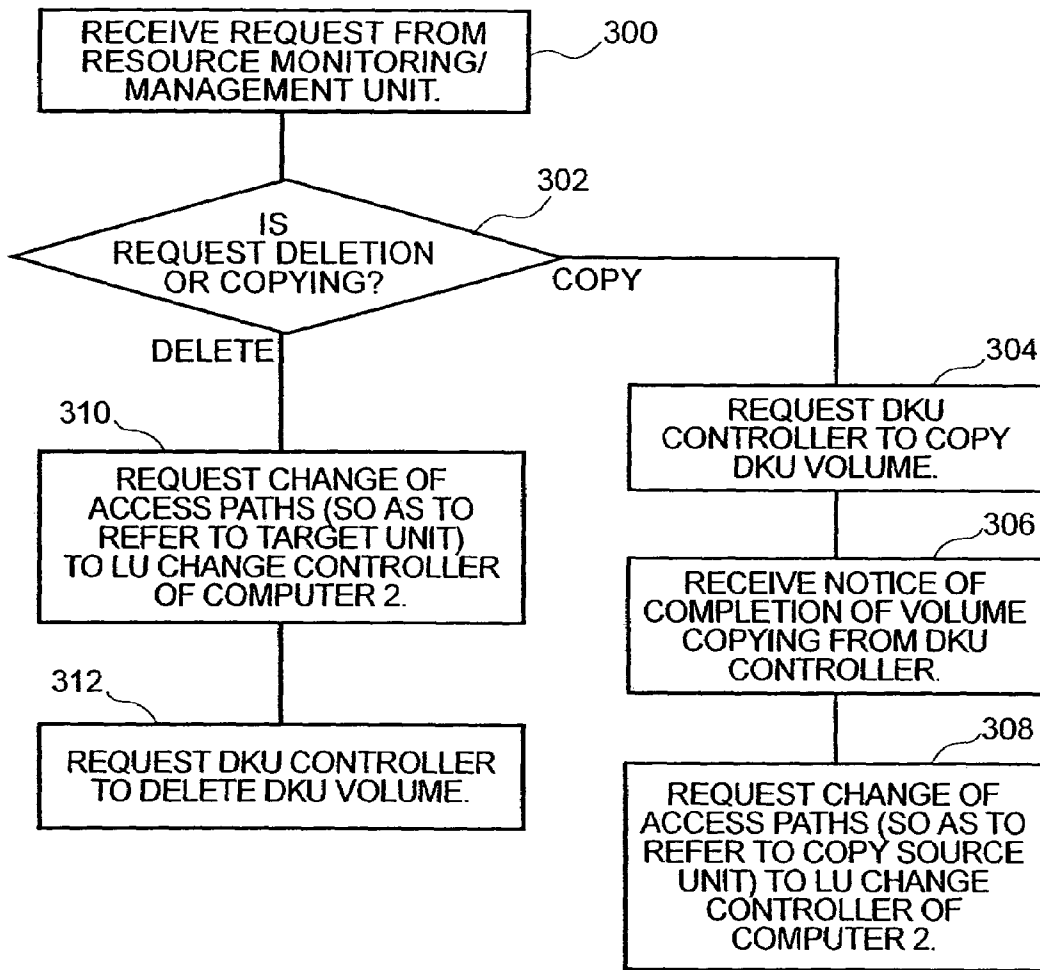 RECEIVE REQUEST FROM
RESOURCE MONITORING/
MANAGEMENT UNIT.
300
302
IS
REQUEST DELETION
OR COPYING?
COPY
DELETE
304
REQUEST DKU
CONTROLLER TO COPY
DKU VOLUME.
310
REQUEST CHANGE OF
ACCESS PATHS (SO AS TO
REFER TO TARGET UNIT)
TO LU CHANGE CONTROLLER
OF COMPUTER 2.
306
RECEIVE NOTICE OF
COMPLETION OF VOLUME
COPYING FROM DKU
CONTROLLER.
312
REQUEST DKU CONTROLLER
TO DELETE DKU VOLUME.
308
REQUEST CHANGE OF
ACCESS PATHS (SO AS TO
REFER TO COPY SOURCE
UNIT) TO LU CHANGE
CONTROLLER OF
COMPUTER 2.